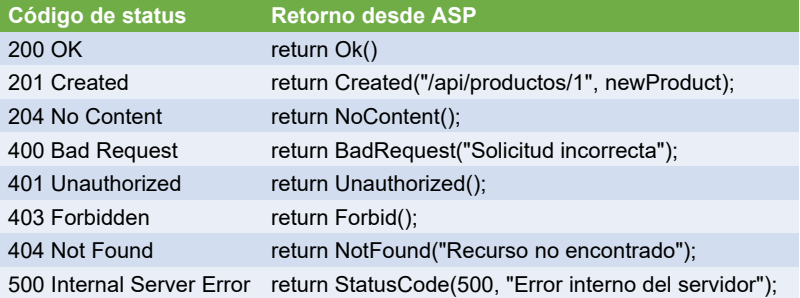 Código de status Retorno desde ASP
200 OK return Ok()
201 Created return Created("/api/productos/1", newProduct);
204 No Content return NoContent();
400 Bad Request return BadRequest("Solicitud incorrecta");
401 Unauthorized return Unauthorized();
403 Forbidden return Forbid();
404 Not Found return NotFound("Recurso no encontrado");
500 Internal Server Error return StatusCode(500, "Error interno del servidor");